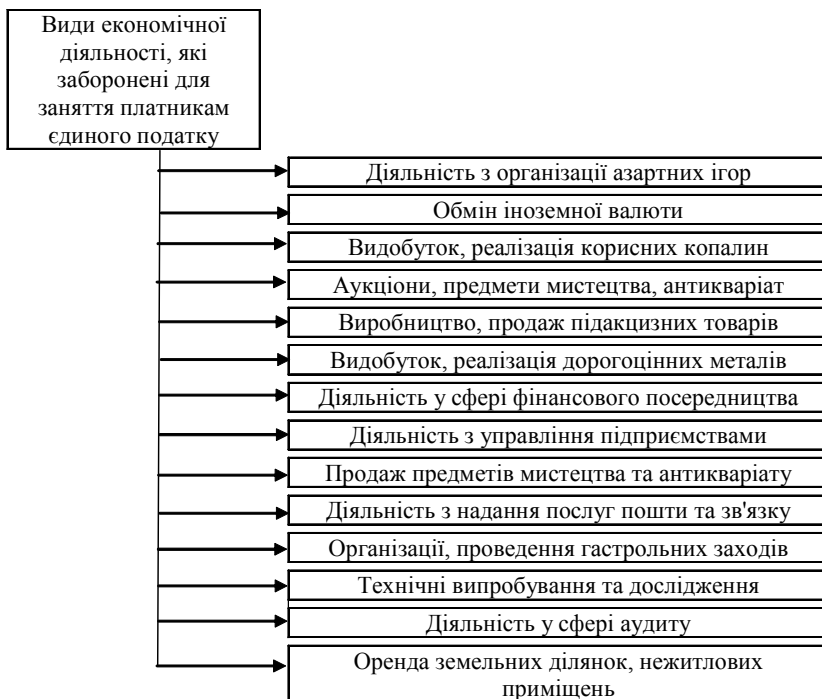 Види економічної
діяльності, які
заборонені для
заняття платникам
єдиного податку
Діяльність з організації азартних ігор
Обмін іноземної валюти
Видобуток, реалізація корисних копалин
Аукціони, предмети мистецтва, антикваріат
Виробництво, продаж підакцизних товарів
Видобуток, реалізація дорогоцінних металів
Діяльність у сфері фінансового посередництва
Діяльність з управління підприємствами
Продаж предметів мистецтва та антикваріату
Діяльність з надання послуг пошти та зв'язку
Організації, проведення гастрольних заходів
Технічні випробування та дослідження
Діяльність у сфері аудиту
Оренда земельних ділянок, нежитлових
приміщень